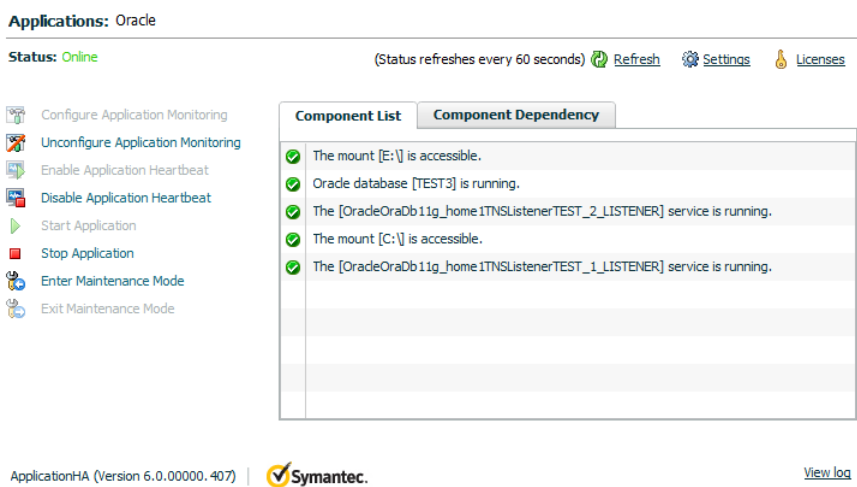 Applications: Oracle
Status: Online
(Status refreshes every 60 seconds) Refresh Settings Licenses
Configure Application Monitoring
Unconfigure Application Monitoring
Enable Application Heartbeat
Disable Application Heartbeat
Start Application
Stop Application
Enter Maintenance Mode
Exit Maintenance Mode
Component List Component Dependency
The mount [E:\] is accessible.
Oracle database [TEST3] is running.
The [OracleOraDb11g_home1TNSListenerTEST_2_LISTENER] service is running.
The mount [C:\] is accessible.
The [OracleOraDb11g_home1TNSListenerTEST_1_LISTENER] service is running.
ApplicationHA (Version 6.0.00000.407) Symantec. View log